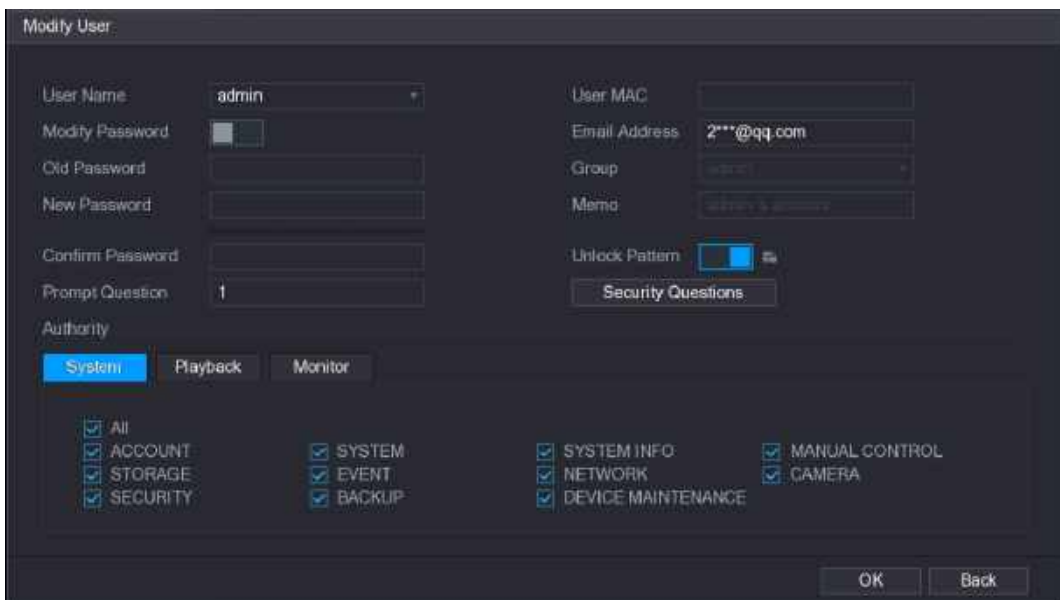 Modify User
User Name admin User MAC
Modify Password Email Address 2***@qq.com
Old Password Group admin
New Password Memo
Confirm Password Unlock Pattern
Prompt Question 1 Security Questions
Authority
System Playback Monitor
All
ACCOUNT SYSTEM SYSTEM INFO MANUAL CONTROL
STORAGE EVENT NETWORK CAMERA
SECURITY BACKUP DEVICE MAINTENANCE
OK Back